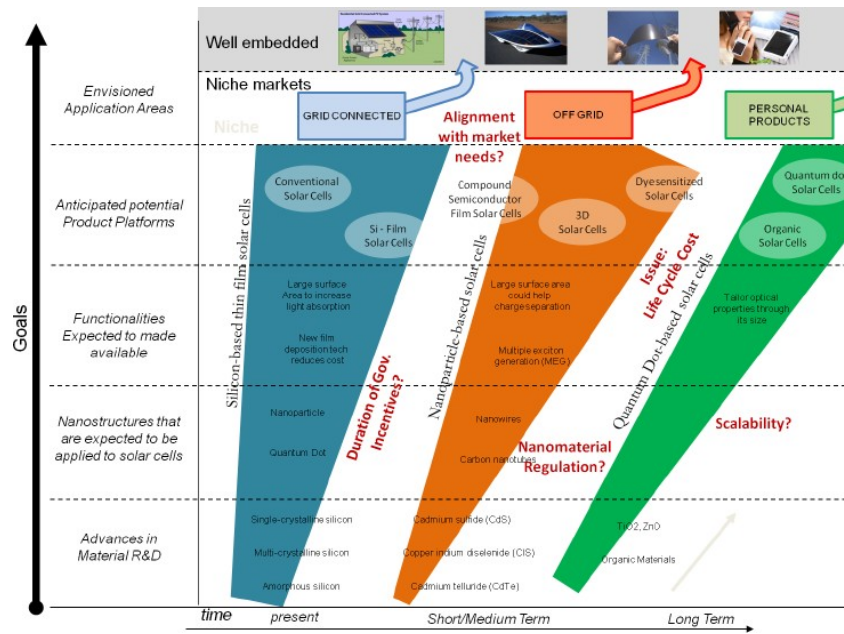 Well embedded
Niche markets
Envisioned
Application Areas
Niche
GRID CONNECTED
Alignment
with market
needs?
OFF GRID
PERSONAL
PRODUCTS
Anticipated potential
Product Platforms
Conventional
Solar Cells
Si - Film
Solar Cells
Compound
Semiconductor
Film Solar Cells
3D
Solar Cells
Dye sensitized
Solar Cells
Quantum do
Solar Cells
Organic
Solar Cells
Goals
Functionalities
Expected to made
available
Silicon-based thin film solar cells
Large surface
Area to increase
light absorption
New film
deposition tech
reduces cost
Duration of Gov.
Incentives?
Nanoparticle-based solar cells
Large surface area
could help
charge separation
Multiple exciton
generation (MEG)
Issue:
Life Cycle Cost
Quantum Dot-based solar cells
Tailor optical
properties through
its size
Nanostructures that
are expected to be
applied to solar cells
Nanoparticle
Quantum Dot
Nanowires
Carbon nanotubes
Nanomaterial
Regulation?
Scalability?
Advances in
Material R&D
Single-crystalline silicon
Multi-crystalline silicon
Amorphous silicon
Cadmium sulfide (CdS)
Copper indium diselenide (CIS)
Cadmium telluride (CdTe)
TiO2, ZnO
Organic Materials
time
present
Short/Medium Term
Long Term